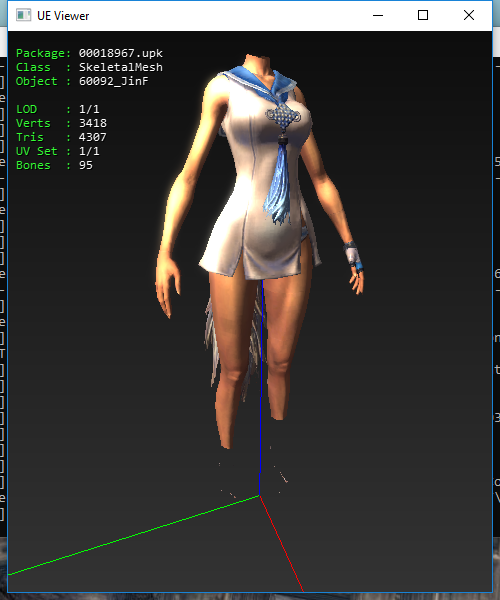 UE Viewer
Package: 00018967.upk
Class : SkeletalMesh
Object : 60092_JinF
LOD : 1/1
Verts : 3418
Tris : 4307
UV Set : 1/1
Bones : 95